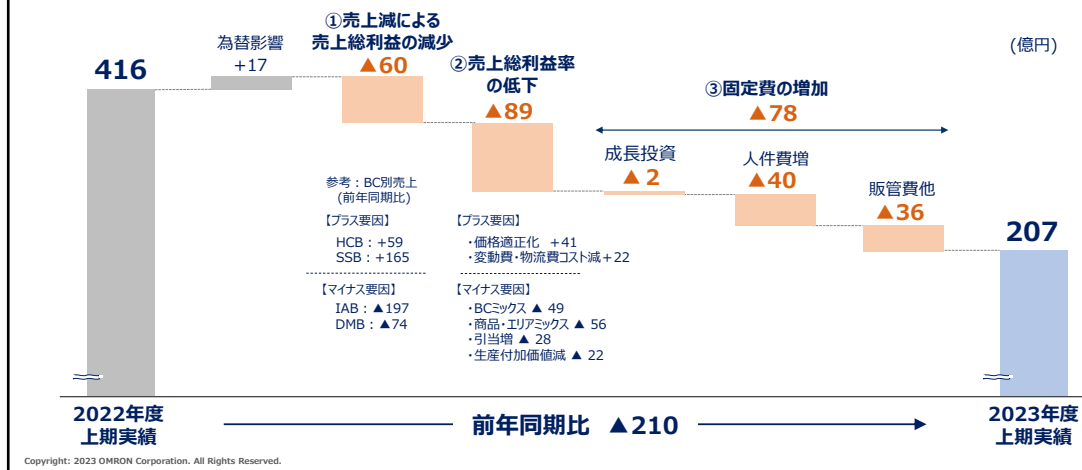 (億円)
416
為替影響
+17
①売上減による
売上総利益の減少
▲60
②売上総利益率
の低下
▲89
③固定費の増加
▲78
成長投資
▲ 2
人件費増
▲40
販管費他
▲36
207
参考：BC別売上
(前年同期比)
【プラス要因】
HCB：+59
SSB：+165
【マイナス要因】
IAB：▲197
DMB：▲74
【プラス要因】
・価格適正化 +41
・変動費・物流費コスト減+22
【マイナス要因】
・BCミックス ▲ 49
・商品・エリアミックス ▲ 56
・引当増 ▲ 28
・生産付加価値減 ▲ 22
2022年度
上期実績
前年同期比 ▲210
2023年度
上期実績
Copyright: 2023 OMRON Corporation. All Rights Reserved.